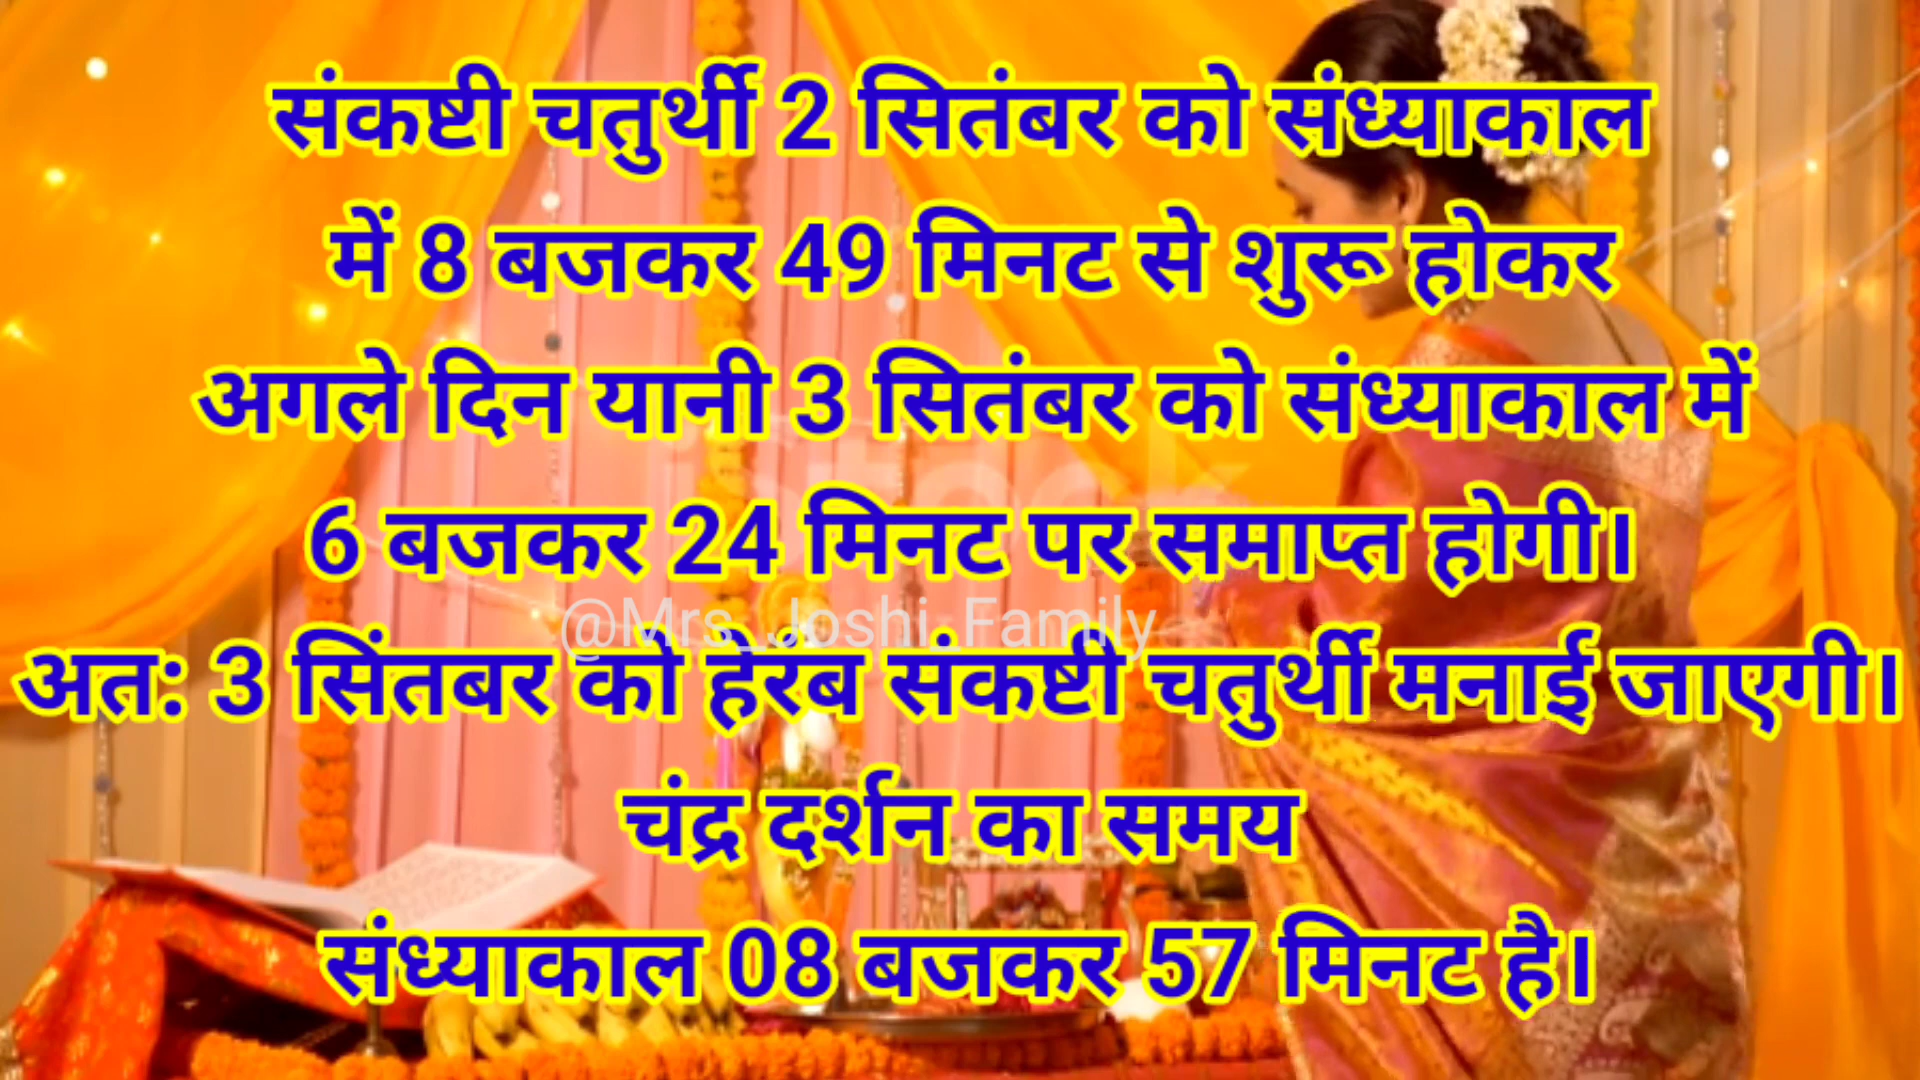 संकष्टी चतुर्थी 2 सितंबर को संध्याकाल
में 8 बजकर 49 मिनट से शुरू होकर
अगले दिन यानी 3 सितंबर को संध्याकाल में
6 बजकर 24 मिनट पर समाप्त होगी।
@Mrs_Joshi_Family
अत: 3 सिंतबर को हेरंब संकष्टी चतुर्थी मनाई जाएगी।
चंद्र दर्शन का समय
संध्याकाल 08 बजकर 57 मिनट है।